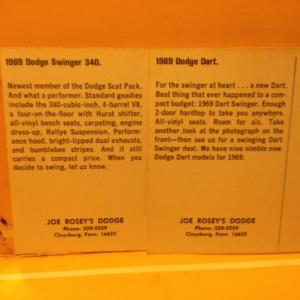 1969 Dodge Swinger 340.
Newest member of the Dodge Scat Pack.
And what a performer. Standard goodies
include the 340-cubic-inch, 4-barrel V8,
a four-on-the-floor with Hurst shifter,
all-vinyl bench seats, carpeting, engine
dress-up, Rallye Suspension, Perform-
ance hood, bright-tipped dual exhausts,
and bumblebee stripes. And it still
carries a compact price. When you
decide to swing, let us know.
JOE ROSEY'S DODGE
Phone: 239-2539
Claysburg, Penn. 16625
1969 Dodge Dart.
For the swinger at heart . . . a new Dart.
Best thing that ever happened to a com-
pact budget: 1969 Dart Swinger. Enough
2-door hardtop to take you anywhere.
All-vinyl seats. Room for six. Take
another look at the photograph on the
front—then see us for a swinging Dart
Swinger deal. We have nine nimble new
Dodge Dart models for 1969.
JOE ROSEY'S DODGE
Phone: 239-2539
Claysburg, Penn. 16625